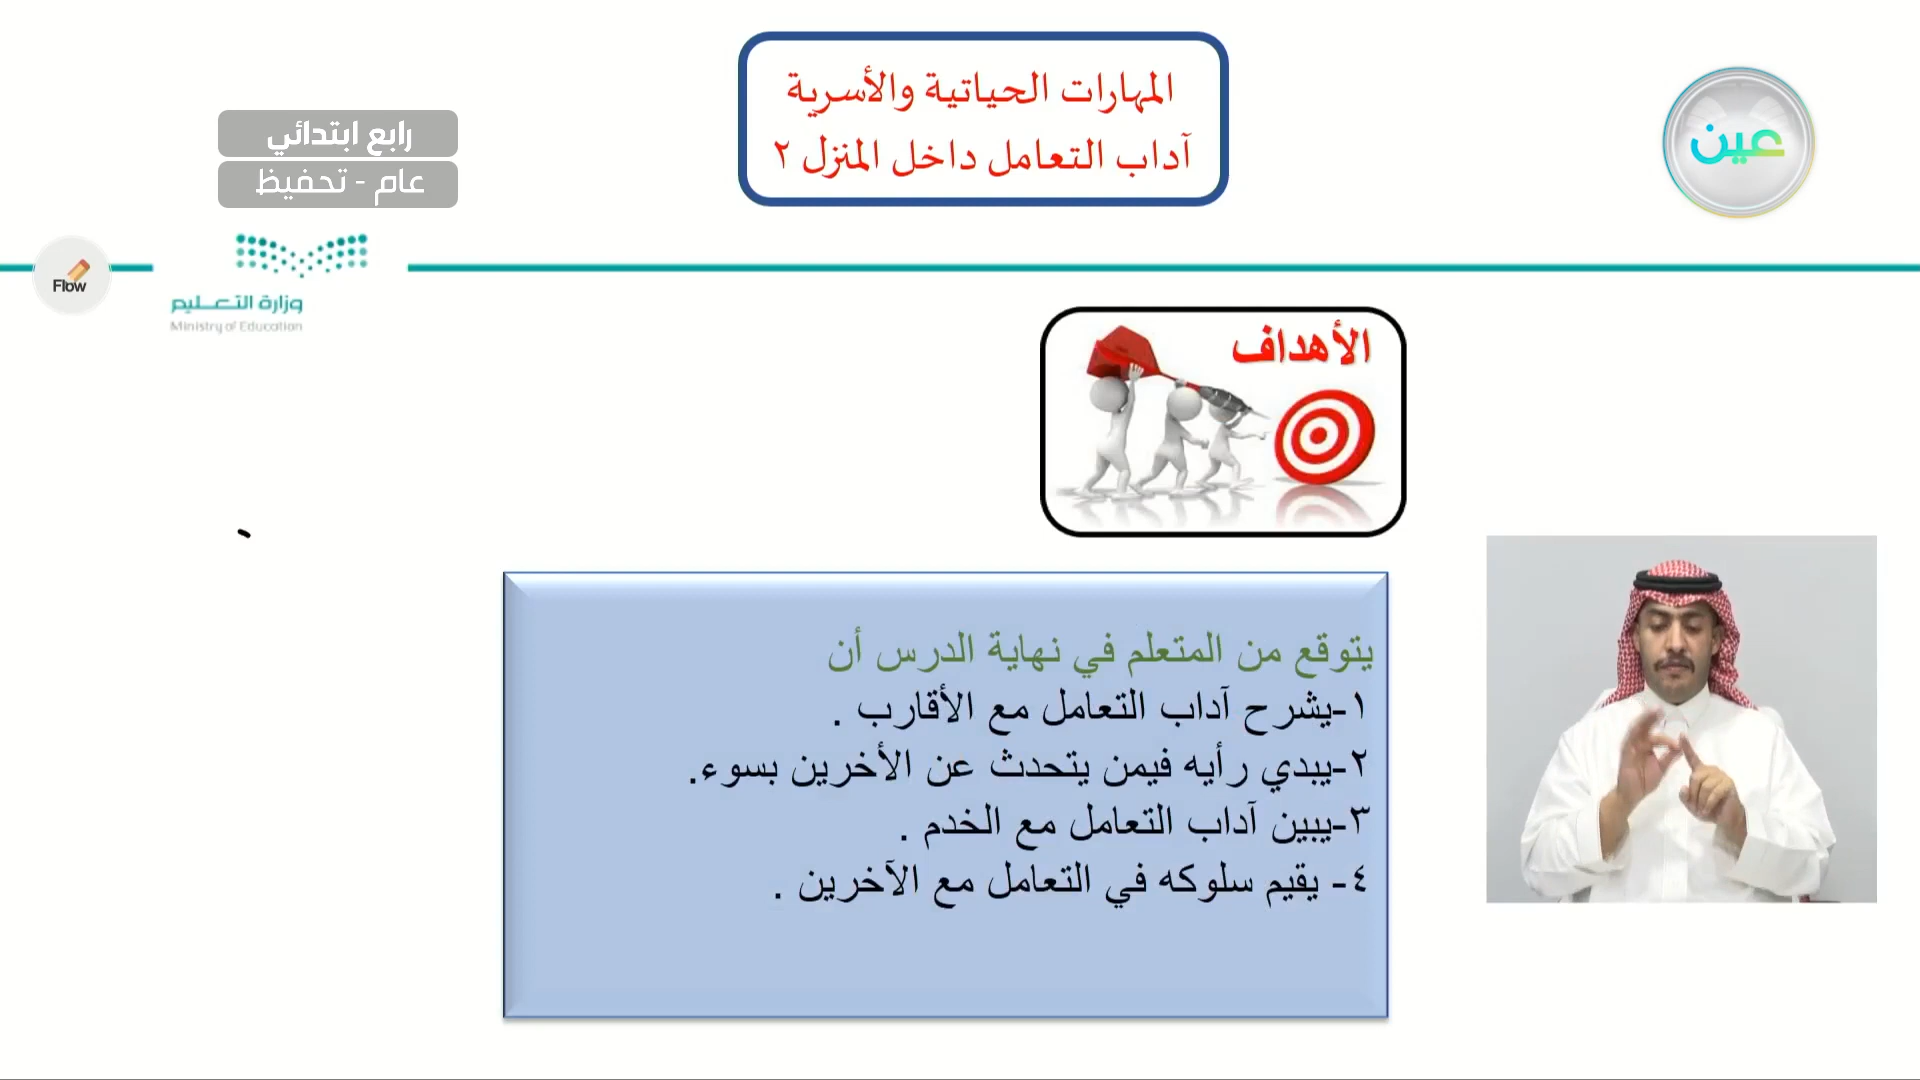 المهارات الحياتية والأسرية
آداب التعامل داخل المنزل ٢
عين
رابع ابتدائي
عام - تحفيظ
Flow
وزارة التعليم
Ministry of Education
الأهداف
يتوقع من المتعلم في نهاية الدرس أن
١-يشرح آداب التعامل مع الأقارب .
٢-يبدي رأيه فيمن يتحدث عن الأخرين بسوء.
٣-يبين آداب التعامل مع الخدم .
٤- يقيم سلوكه في التعامل مع الآخرين .